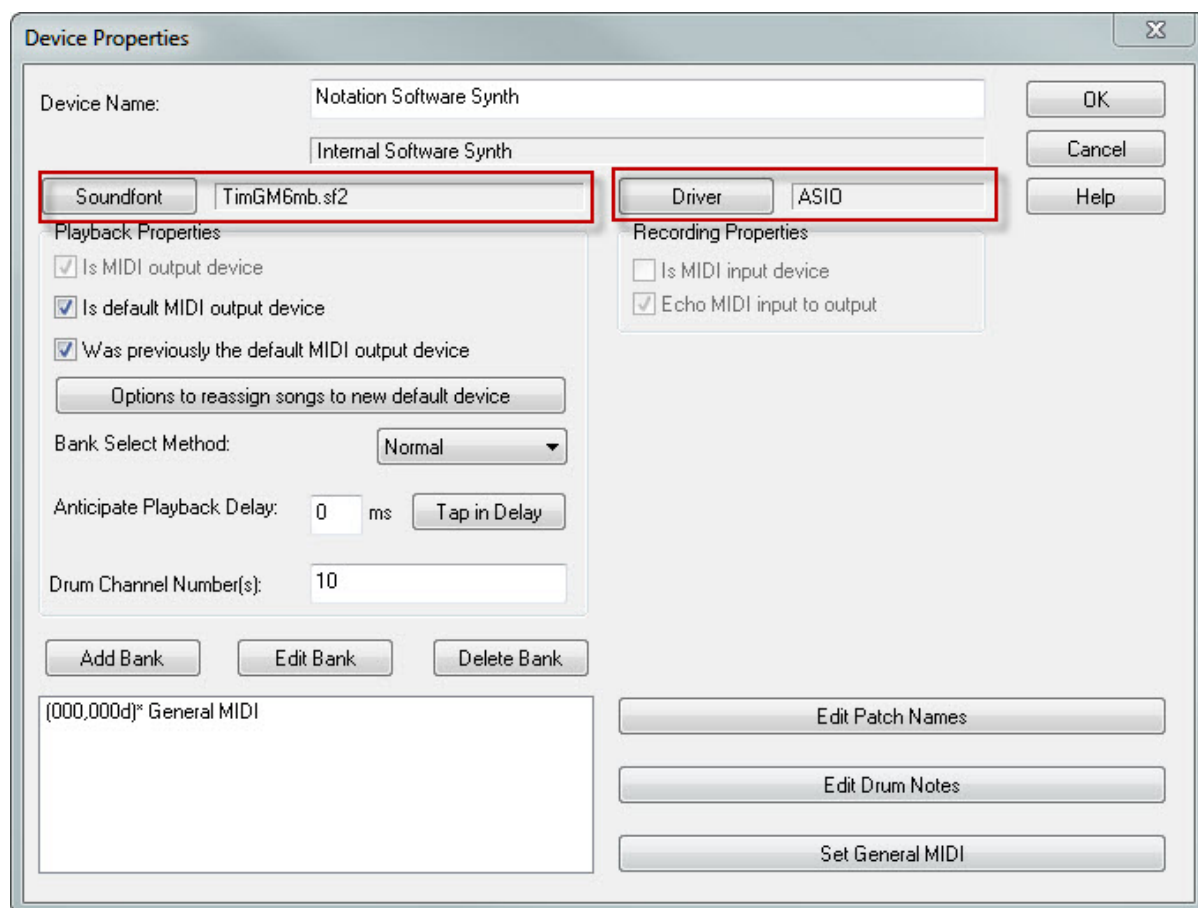 Device Properties
Device Name:
Notation Software Synth
OK
Internal Software Synth
Cancel
Soundfont
TimGM6mb.sf2
Driver
ASIO
Help
Playback Properties
Is MIDI output device
Is default MIDI output device
Was previously the default MIDI output device
Options to reassign songs to new default device
Bank Select Method:
Normal
Anticipate Playback Delay:
0
ms
Tap in Delay
Drum Channel Number(s):
10
Recording Properties
Is MIDI input device
Echo MIDI input to output
Add Bank
Edit Bank
Delete Bank
(000,000d)* General MIDI
Edit Patch Names
Edit Drum Notes
Set General MIDI